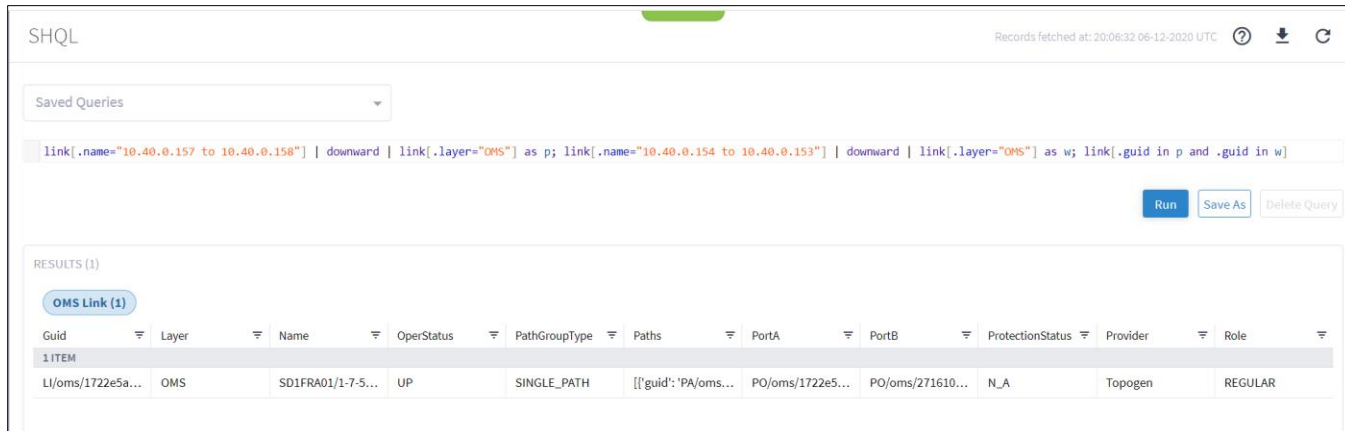 SHQL
Records fetched at: 20:06:32 06-12-2020 UTC
Saved Queries
link[.name="10.40.0.157 to 10.40.0.158"] | downward | link[.layer="OMS"] as p; link[.name="10.40.0.154 to 10.40.0.153"] | downward | link[.layer="OMS"] as w; link[.guid in p and .guid in w]
Run Save As Delete Query
RESULTS (1)
OMS Link (1)
Guid Layer Name OperStatus PathGroupType Paths PortA PortB ProtectionStatus Provider Role
1 ITEM
LI/oms/1722e5a... OMS SD1FRA01/1-7-5... UP SINGLE_PATH [[{'guid': 'PA/oms... PO/oms/1722e5... PO/oms/271610... N_A Topogen REGULAR